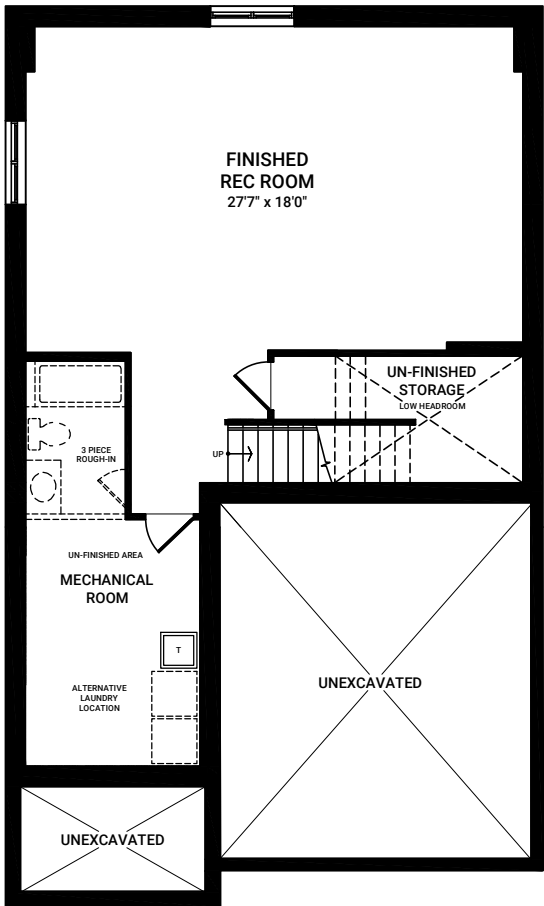 FINISHED
REC ROOM
27'7" x 18'0"
UN-FINISHED
STORAGE
LOW HEADROOM
3 PIECE
ROUGH-IN
UP
UN-FINISHED AREA
MECHANICAL
ROOM
T
ALTERNATIVE
LAUNDRY
LOCATION
UNEXCAVATED
UNEXCAVATED